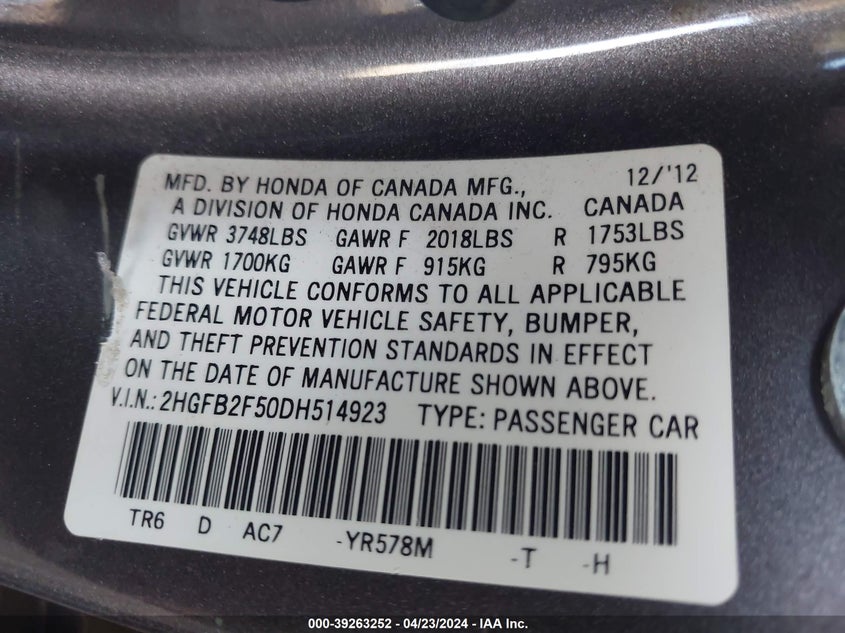 MFD. BY HONDA OF CANADA MFG., 12/'12
A DIVISION OF HONDA CANADA INC. CANADA
GVWR 3748LBS GAWR F 2018LBS R 1753LBS
GVWR 1700KG GAWR F 915KG R 795KG
THIS VEHICLE CONFORMS TO ALL APPLICABLE
FEDERAL MOTOR VEHICLE SAFETY, BUMPER,
AND THEFT PREVENTION STANDARDS IN EFFECT
ON THE DATE OF MANUFACTURE SHOWN ABOVE.
V.I.N.: 2HGFB2F50DH514923 TYPE: PASSENGER CAR
TR6 D AC7 -YR578M -T -H
000-39263252 - 04/23/2024 - IAA Inc.